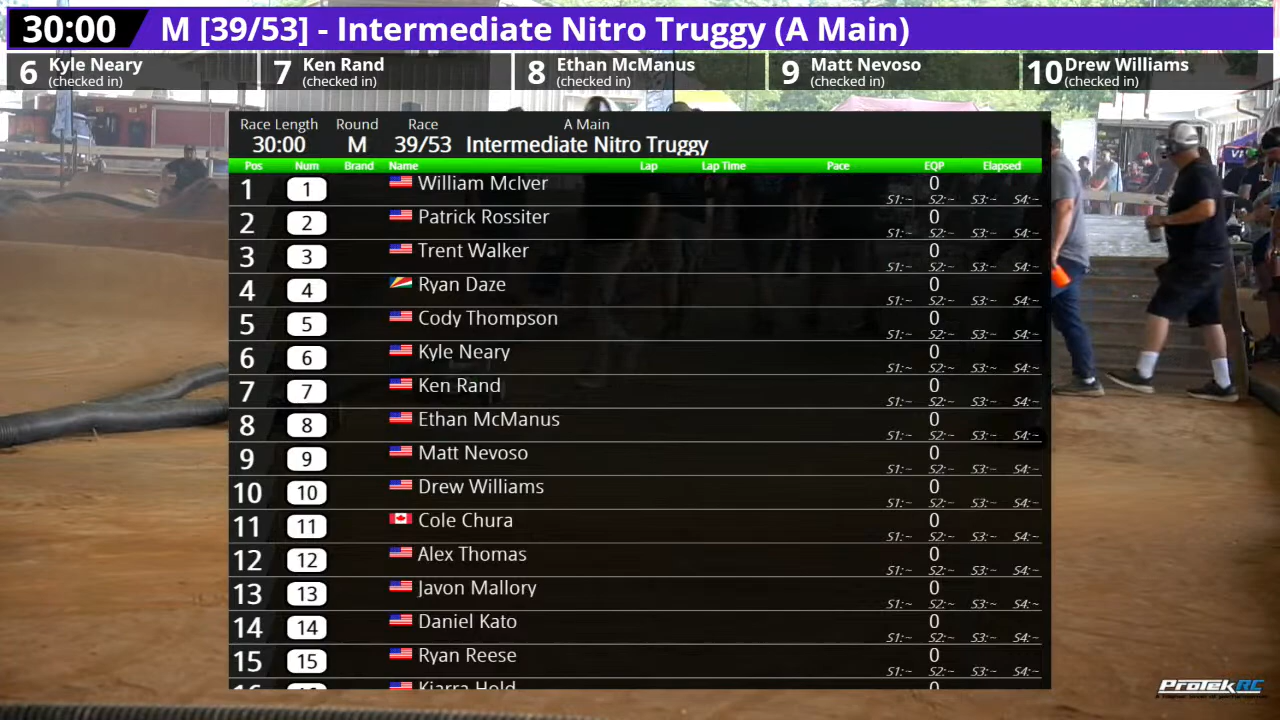 30:00 M [39/53] - Intermediate Nitro Truggy (A Main)
6 Kyle Neary (checked in) 7 Ken Rand (checked in) 8 Ethan McManus (checked in) 9 Matt Nevoso (checked in) 10 Drew Williams (checked in)
Race Length Round Race A Main
30:00 M 39/53 Intermediate Nitro Truggy
Pos Num Brand Name Lap Lap Time Pace EQP Elapsed
1 1 William McIver 0
S1:~ S2:~ S3:~ S4:~
2 2 Patrick Rossiter 0
S1:~ S2:~ S3:~ S4:~
3 3 Trent Walker 0
S1:~ S2:~ S3:~ S4:~
4 4 Ryan Daze 0
S1:~ S2:~ S3:~ S4:~
5 5 Cody Thompson 0
S1:~ S2:~ S3:~ S4:~
6 6 Kyle Neary 0
S1:~ S2:~ S3:~ S4:~
7 7 Ken Rand 0
S1:~ S2:~ S3:~ S4:~
8 8 Ethan McManus 0
S1:~ S2:~ S3:~ S4:~
9 9 Matt Nevoso 0
S1:~ S2:~ S3:~ S4:~
10 10 Drew Williams 0
S1:~ S2:~ S3:~ S4:~
11 11 Cole Chura 0
S1:~ S2:~ S3:~ S4:~
12 12 Alex Thomas 0
S1:~ S2:~ S3:~ S4:~
13 13 Javon Mallory 0
S1:~ S2:~ S3:~ S4:~
14 14 Daniel Kato 0
S1:~ S2:~ S3:~ S4:~
15 15 Ryan Reese 0
S1:~ S2:~ S3:~ S4:~
ProTek RC